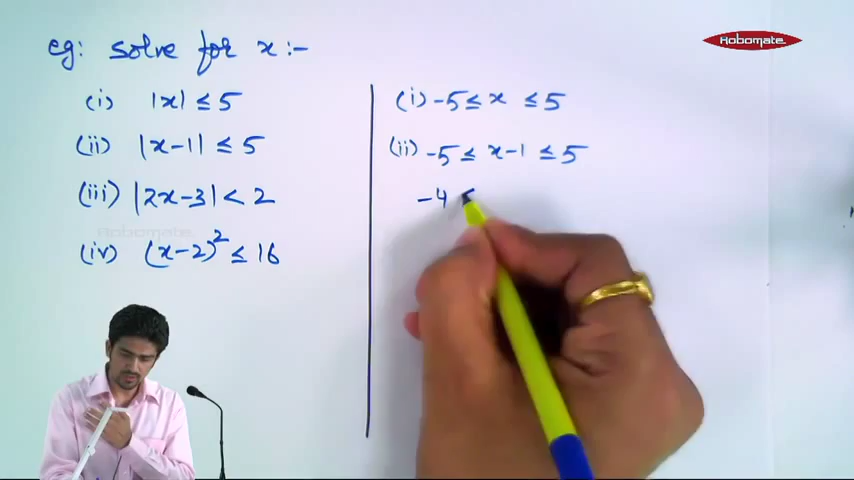 eg: solve for x :-
Robomate
(i) |x| ≤ 5
(ii) |x-1| ≤ 5
(iii) |2x-3| < 2
Robomate
(iv) (x-2)² ≤ 16
(i) -5 ≤ x ≤ 5
(ii) -5 ≤ x-1 ≤ 5
-4 ≤